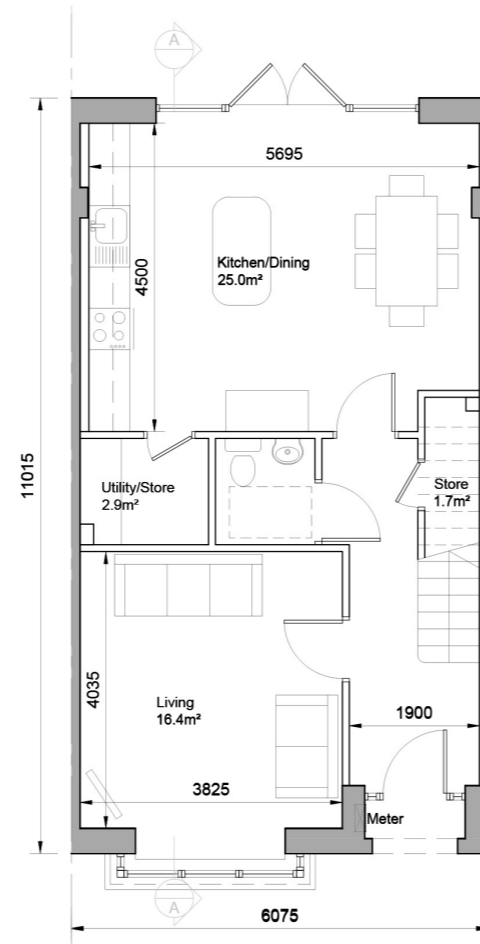 A
5695
Kitchen/Dining
25.0m²
4500
11015
Utility/Store
2.9m²
Store
1.7m²
4035
Living
16.4m²
1900
3825
Meter
A
6075